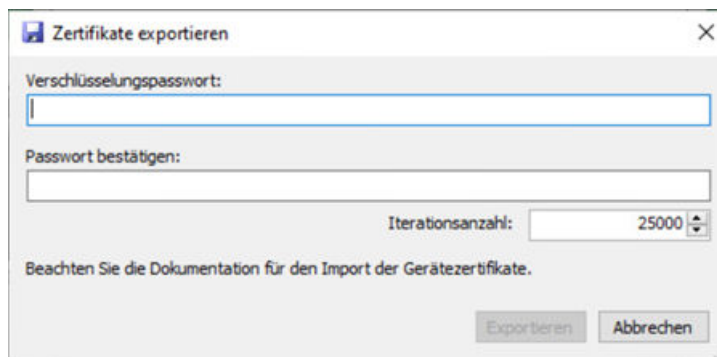 Zertifikate exportieren
Verschlüsselungspasswort:
Passwort bestätigen:
Iterationsanzahl: 25000
Beachten Sie die Dokumentation für den Import der Gerätezertifikate.
Exportieren Abbrechen